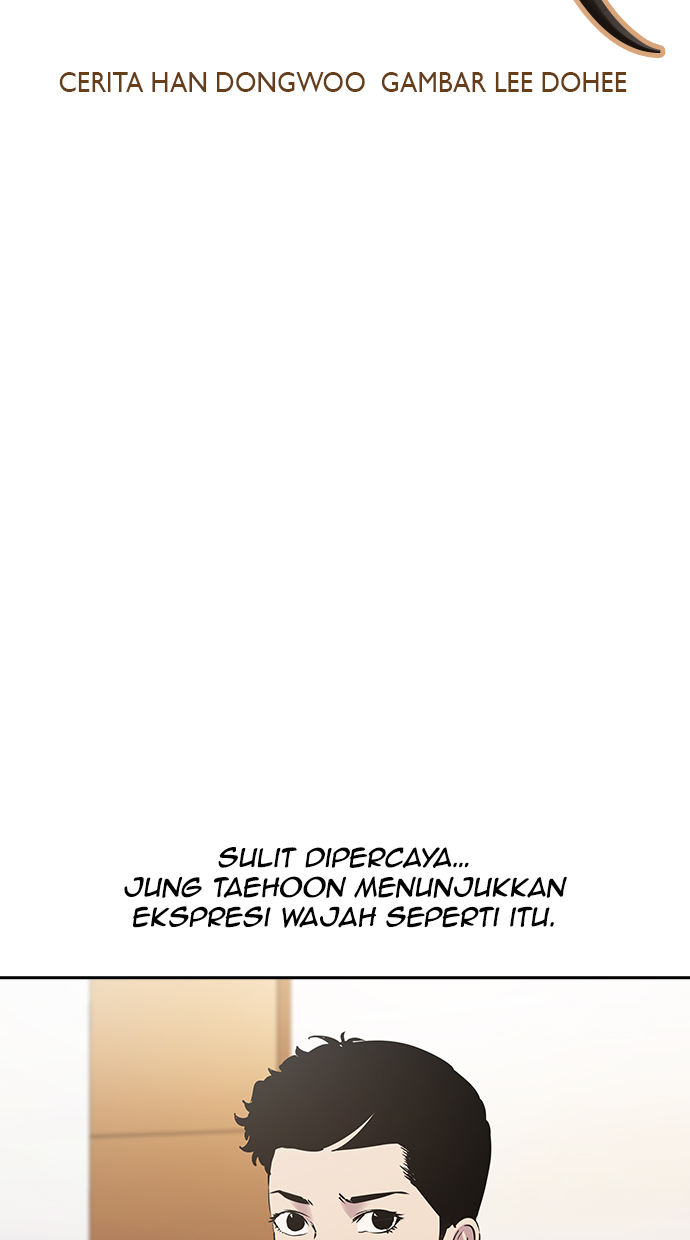 CERITA HAN DONGWOO GAMBAR LEE DOHEE
SULIT DIPERCAYA...
JUNG TAEHOON MENUNJUKKAN
EKSPRESI WAJAH SEPERTI ITU.